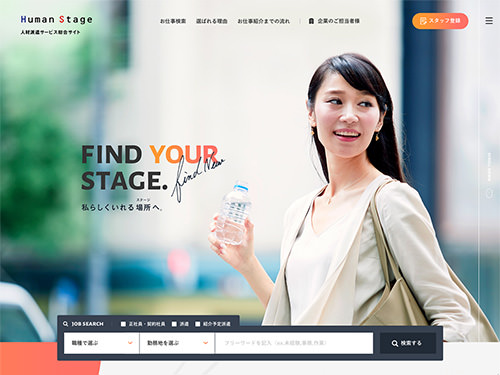 Human Stage
人材派遣サービス総合サイト
お仕事検索 選ばれる理由 お仕事紹介までの流れ 企業のご担当者様
スタッフ登録
FIND YOUR
STAGE.
find New
ステージ
私らしくいれる場所へ。
JOB SEARCH 正社員・契約社員 派遣 紹介予定派遣
職種で選ぶ 勤務地を選ぶ フリーワードを記入(ex.未経験,事務,作業) 検索する